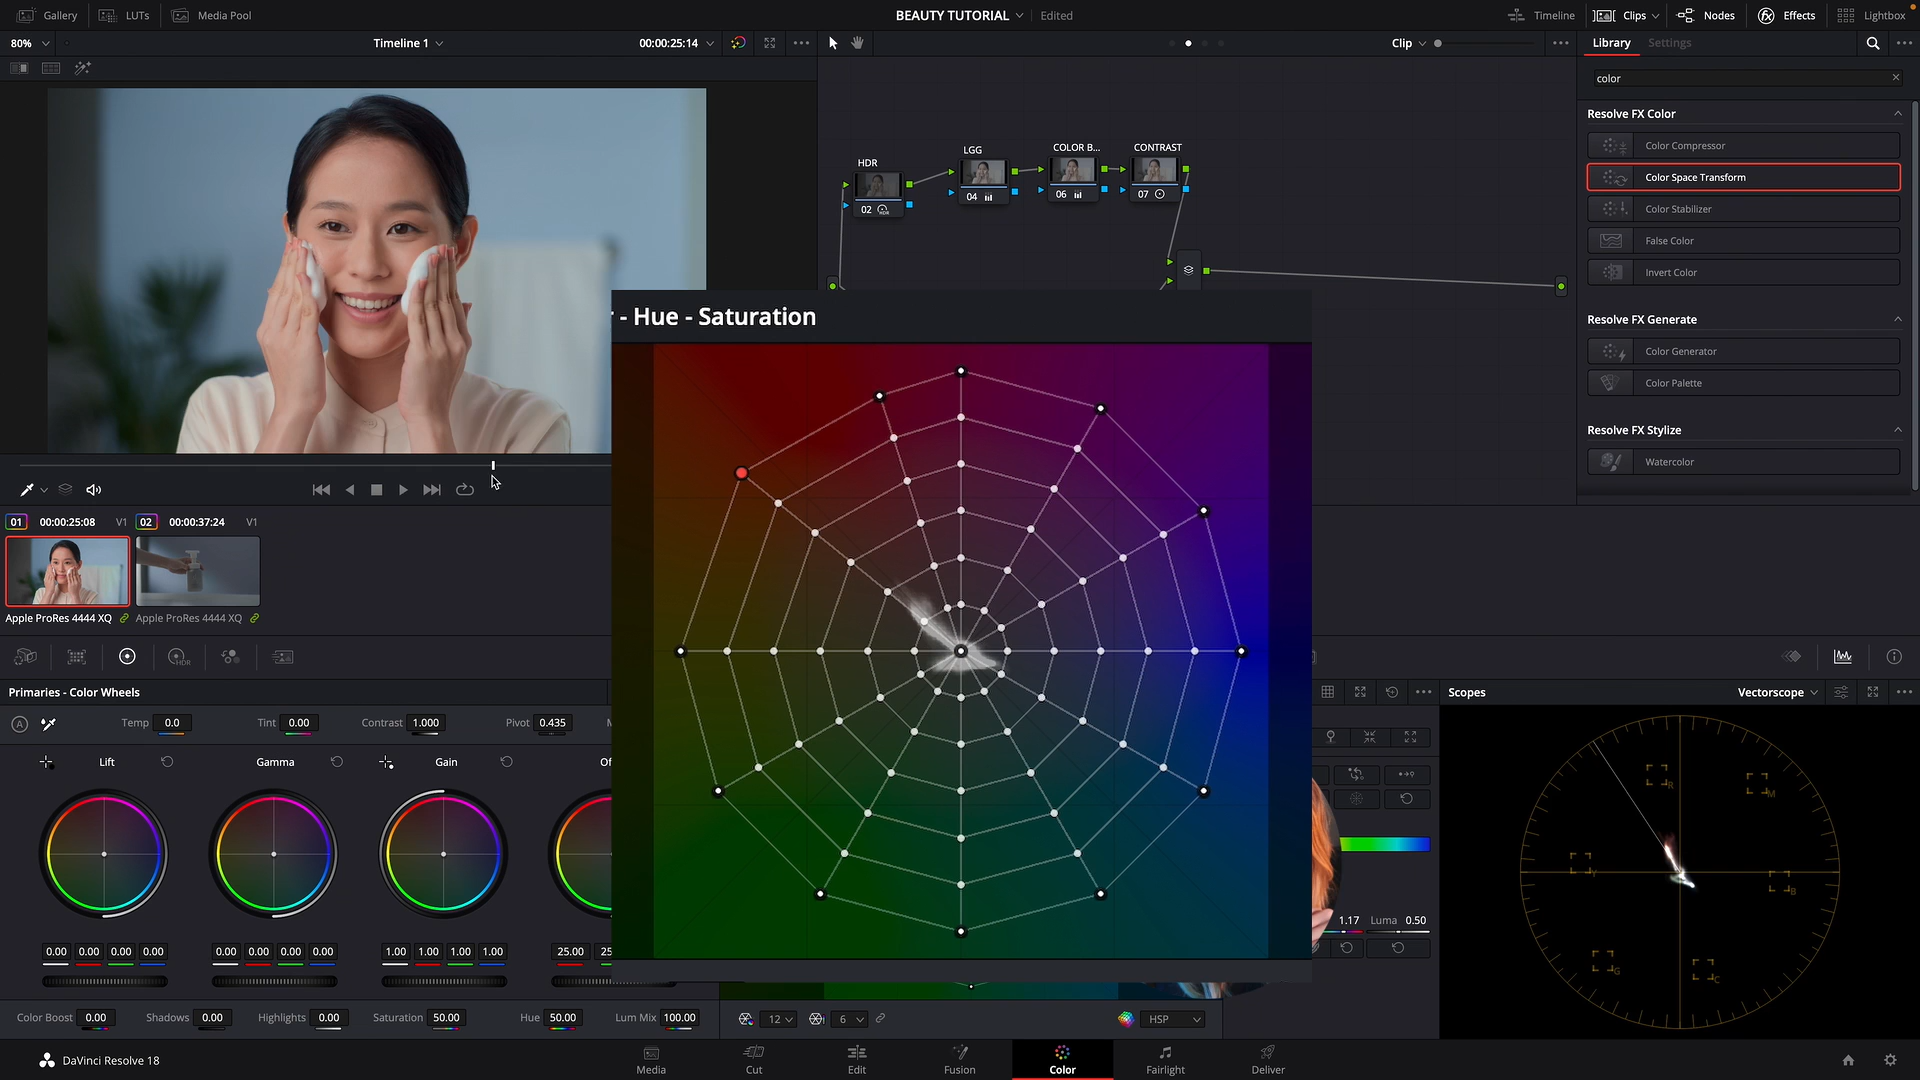 Gallery
LUTs
Media Pool
BEAUTY TUTORIAL
Edited
Timeline
Clips
Nodes
Effects
Lightbox
80%
Timeline 1
00:00:25:14
Clip
Library
Settings
color
Resolve FX Color
Color Compressor
Color Space Transform
Color Stabilizer
False Color
Invert Color
Resolve FX Generate
Color Generator
Color Palette
Resolve FX Stylize
Watercolor
HDR
02
HDR
LGG
04
COLOR B...
06
CONTRAST
07
- Hue - Saturation
01
00:00:25:08
V1
02
00:00:37:24
V1
Apple ProRes 4444 XQ
Apple ProRes 4444 XQ
HDR
Primaries - Color Wheels
A
Temp 0.0
Tint 0.00
Contrast 1.000
Pivot 0.435
Lift
Gamma
Gain
Of
0.00 0.00 0.00 0.00
0.00 0.00 0.00 0.00
1.00 1.00 1.00 1.00
25.00 25
Color Boost 0.00
Shadows 0.00
Highlights 0.00
Saturation 50.00
Hue 50.00
Lum Mix 100.00
12
6
HSP
1.17
Luma 0.50
Scopes
Vectorscope
R
M
Y
B
G
C
DaVinci Resolve 18
Media
Cut
Edit
Fusion
Color
Fairlight
Deliver